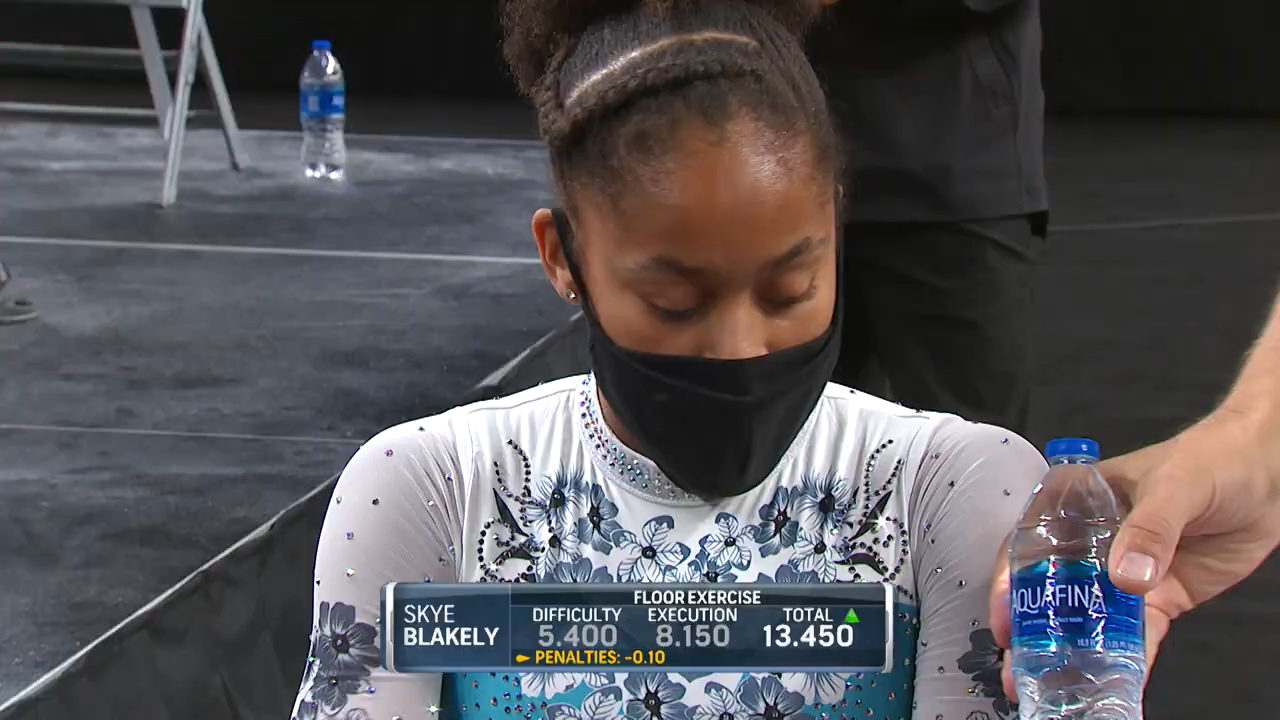 FLOOR EXERCISE
SKYE
BLAKELY
DIFFICULTY EXECUTION TOTAL
5.400 8.150 13.450
PENALTIES: -0.10
AQUAFINA